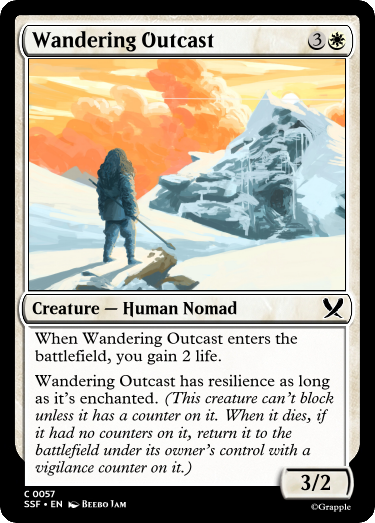 Wandering Outcast 3
Creature — Human Nomad
When Wandering Outcast enters the
battlefield, you gain 2 life.
Wandering Outcast has resilience as long
as it's enchanted. (This creature can't block
unless it has a counter on it. When it dies, if
it had no counters on it, return it to the
battlefield under its owner's control with a
vigilance counter on it.)
3/2
C 0057
SSF • EN Beebo Jam
©Grapple